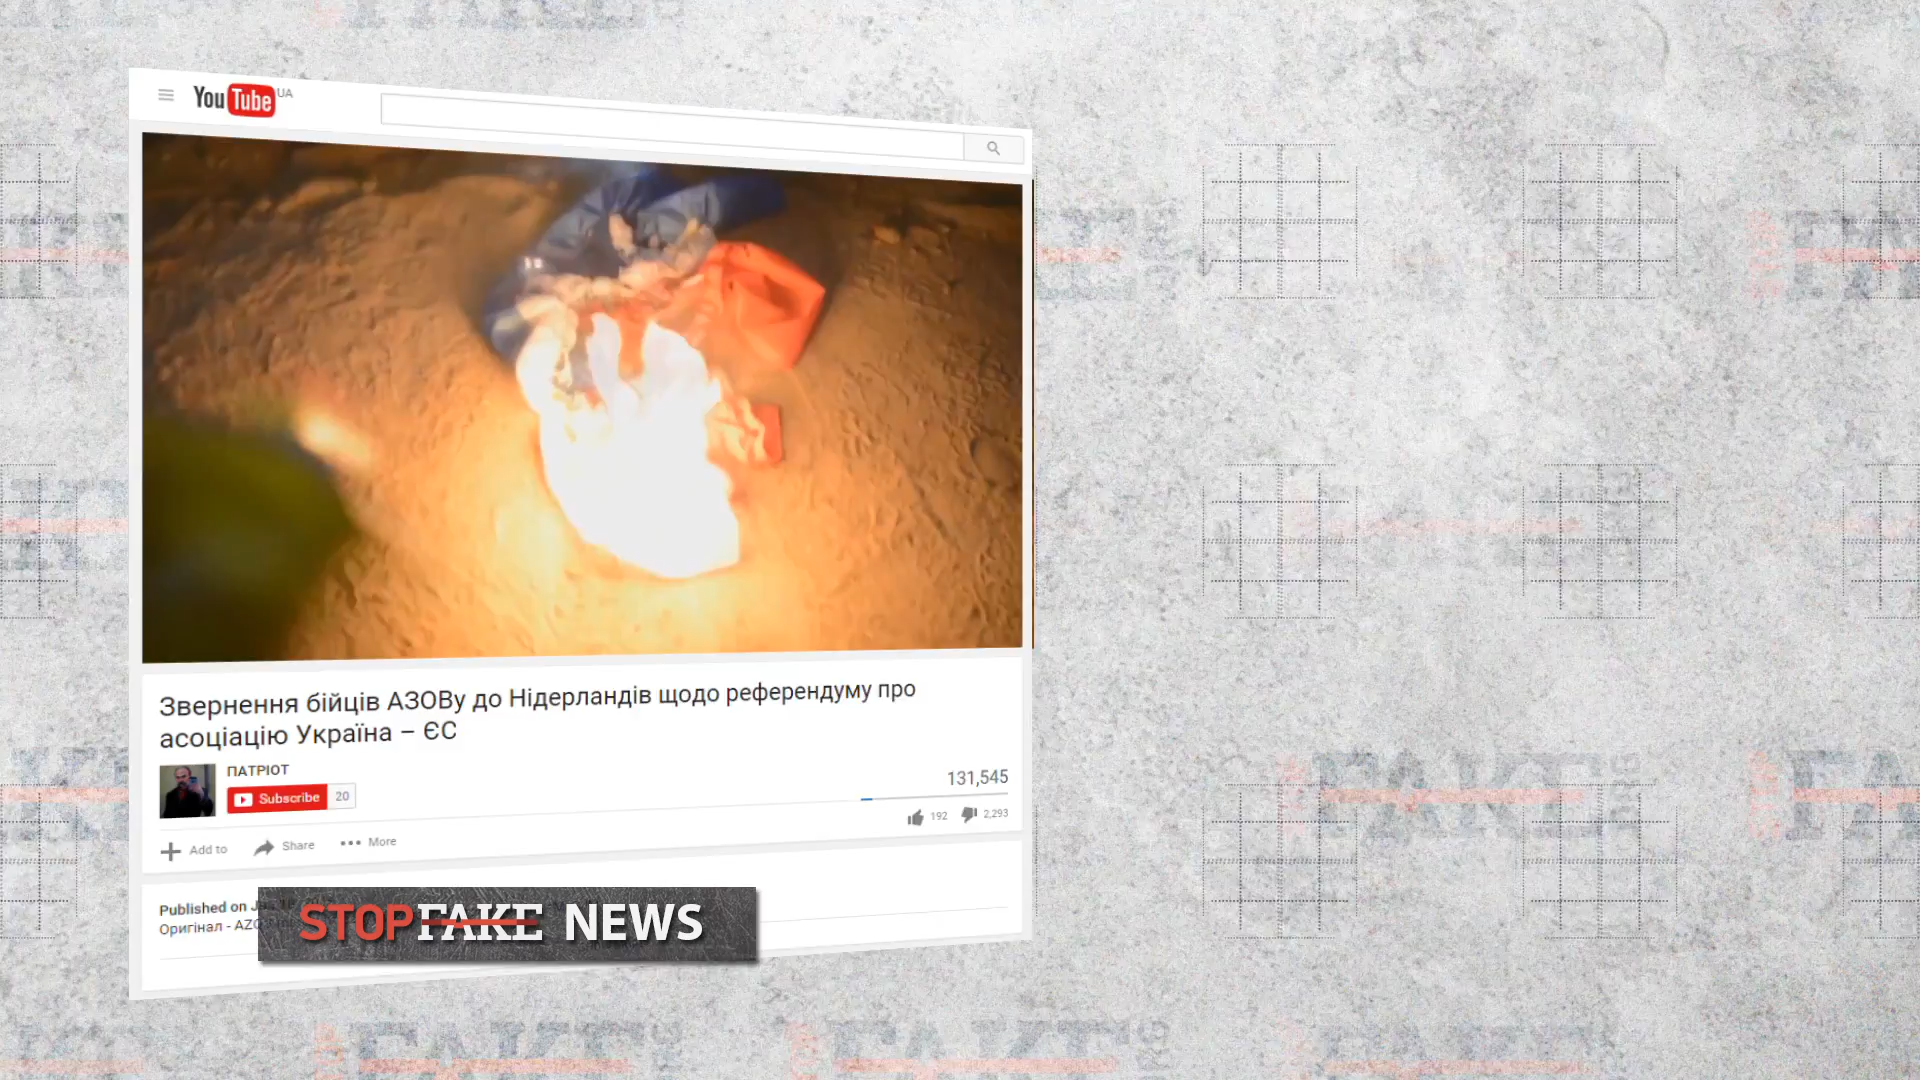 YouTube UA
Звернення бійців АЗОВу до Нідерландів щодо референдуму про
асоціацію Україна – ЄС
ПАТРІОТ
Subscribe 20
131,545
192 2,293
Add to Share More
Published on
Оригінал -
STOPFAKE NEWS